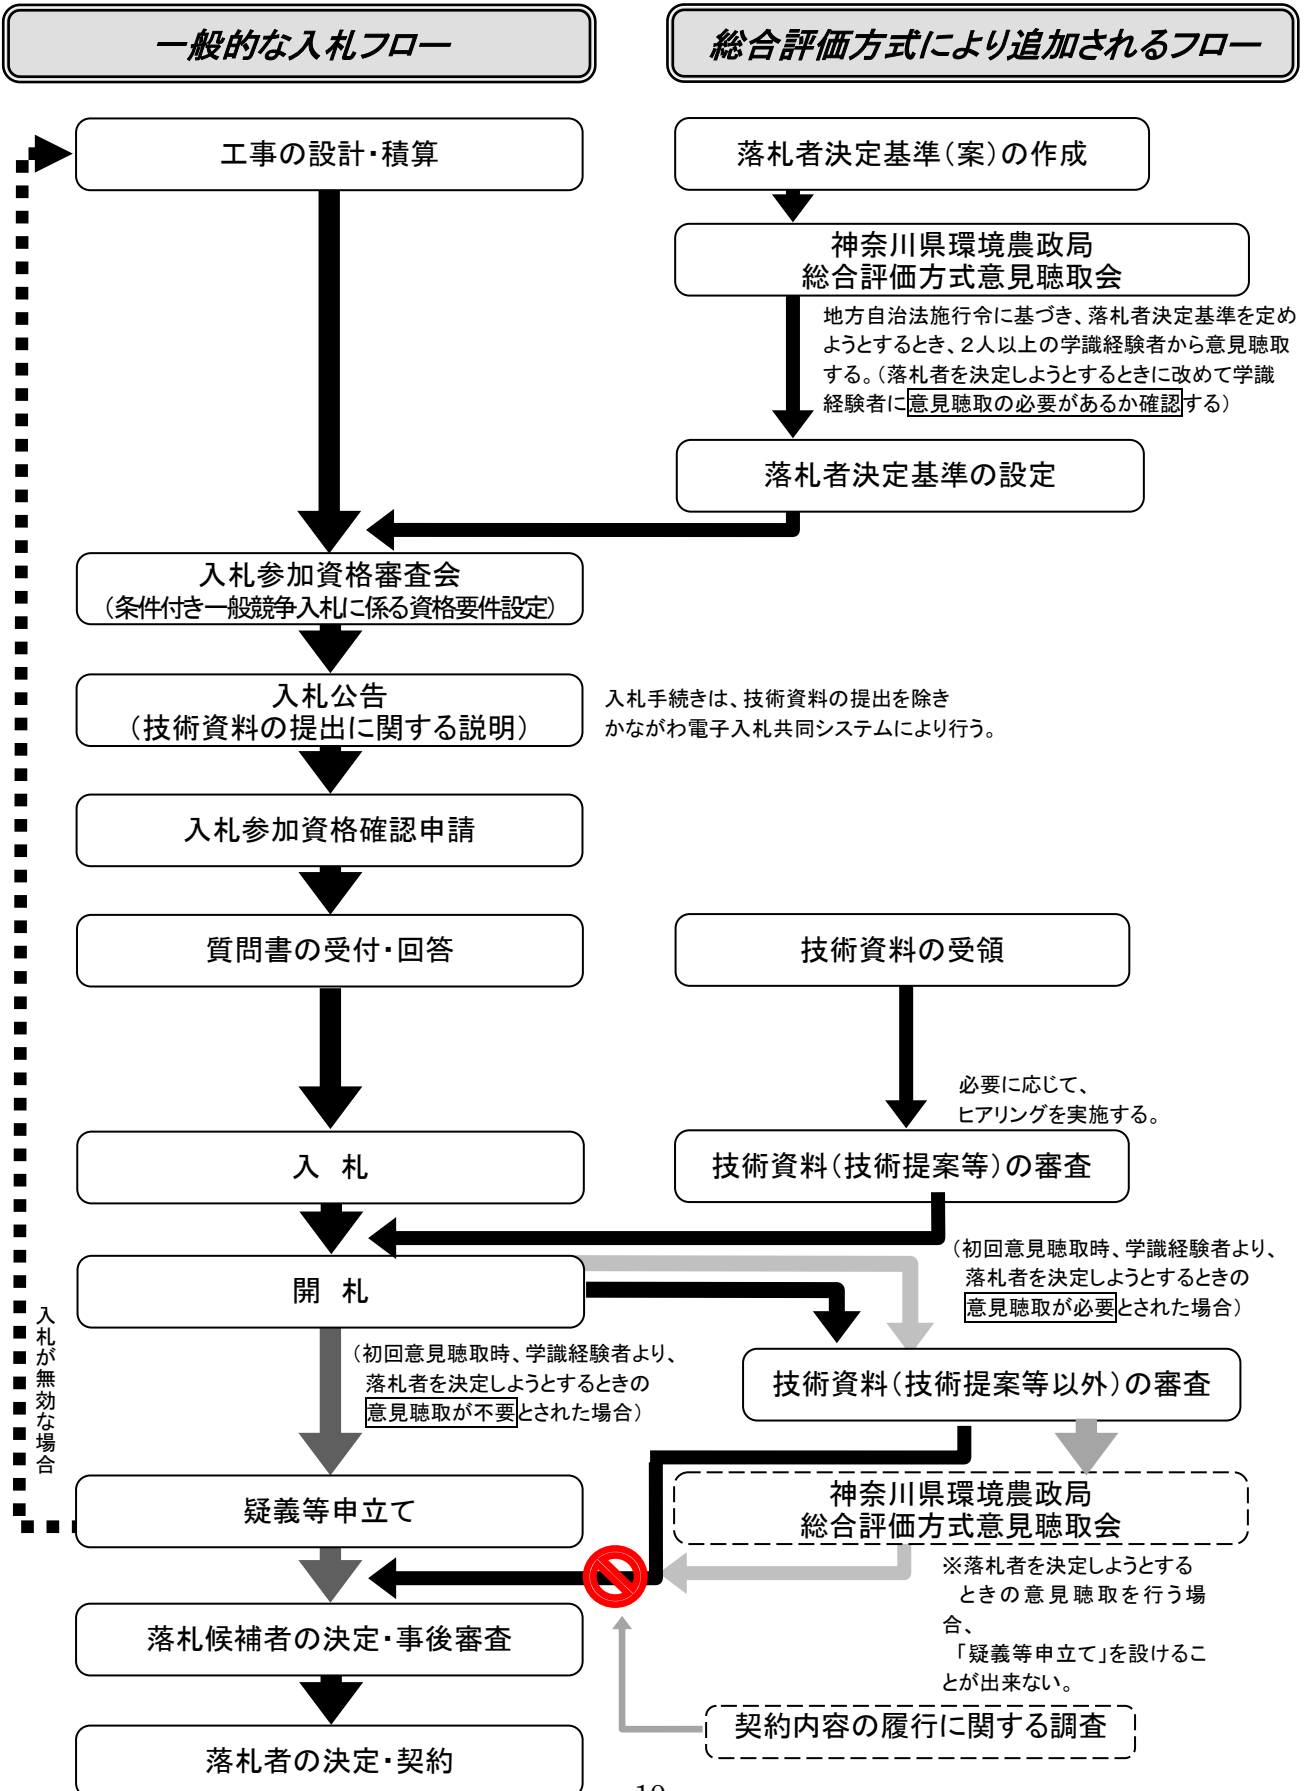 一般的な入札フロー
総合評価方式により追加されるフロー
工事の設計・積算
落札者決定基準（案）の作成
神奈川県環境農政局
総合評価方式意見聴取会
地方自治法施行令に基づき、落札者決定基準を定め
ようとするとき、２人以上の学識経験者から意見聴取
する。（落札者を決定しようとするときに改めて学識
経験者に意見聴取の必要があるか確認する）
落札者決定基準の設定
入札参加資格審査会
（条件付き一般競争入札に係る資格要件設定）
入札公告
（技術資料の提出に関する説明）
入札手続きは、技術資料の提出を除き
かながわ電子入札共同システムにより行う。
入札参加資格確認申請
質問書の受付・回答
技術資料の受領
必要に応じて、
ヒアリングを実施する。
入　札
技術資料（技術提案等）の審査
（初回意見聴取時、学識経験者より、
落札者を決定しようとするときの
意見聴取が必要とされた場合）
開　札
入札が無効な場合
（初回意見聴取時、学識経験者より、
落札者を決定しようとするときの
意見聴取が不要とされた場合）
技術資料（技術提案等以外）の審査
疑義等申立て
神奈川県環境農政局
総合評価方式意見聴取会
※落札者を決定しようとする
ときの意見聴取を行う場
合、
「疑義等申立て」を設けるこ
とが出来ない。
落札候補者の決定・事後審査
契約内容の履行に関する調査
落札者の決定・契約
10